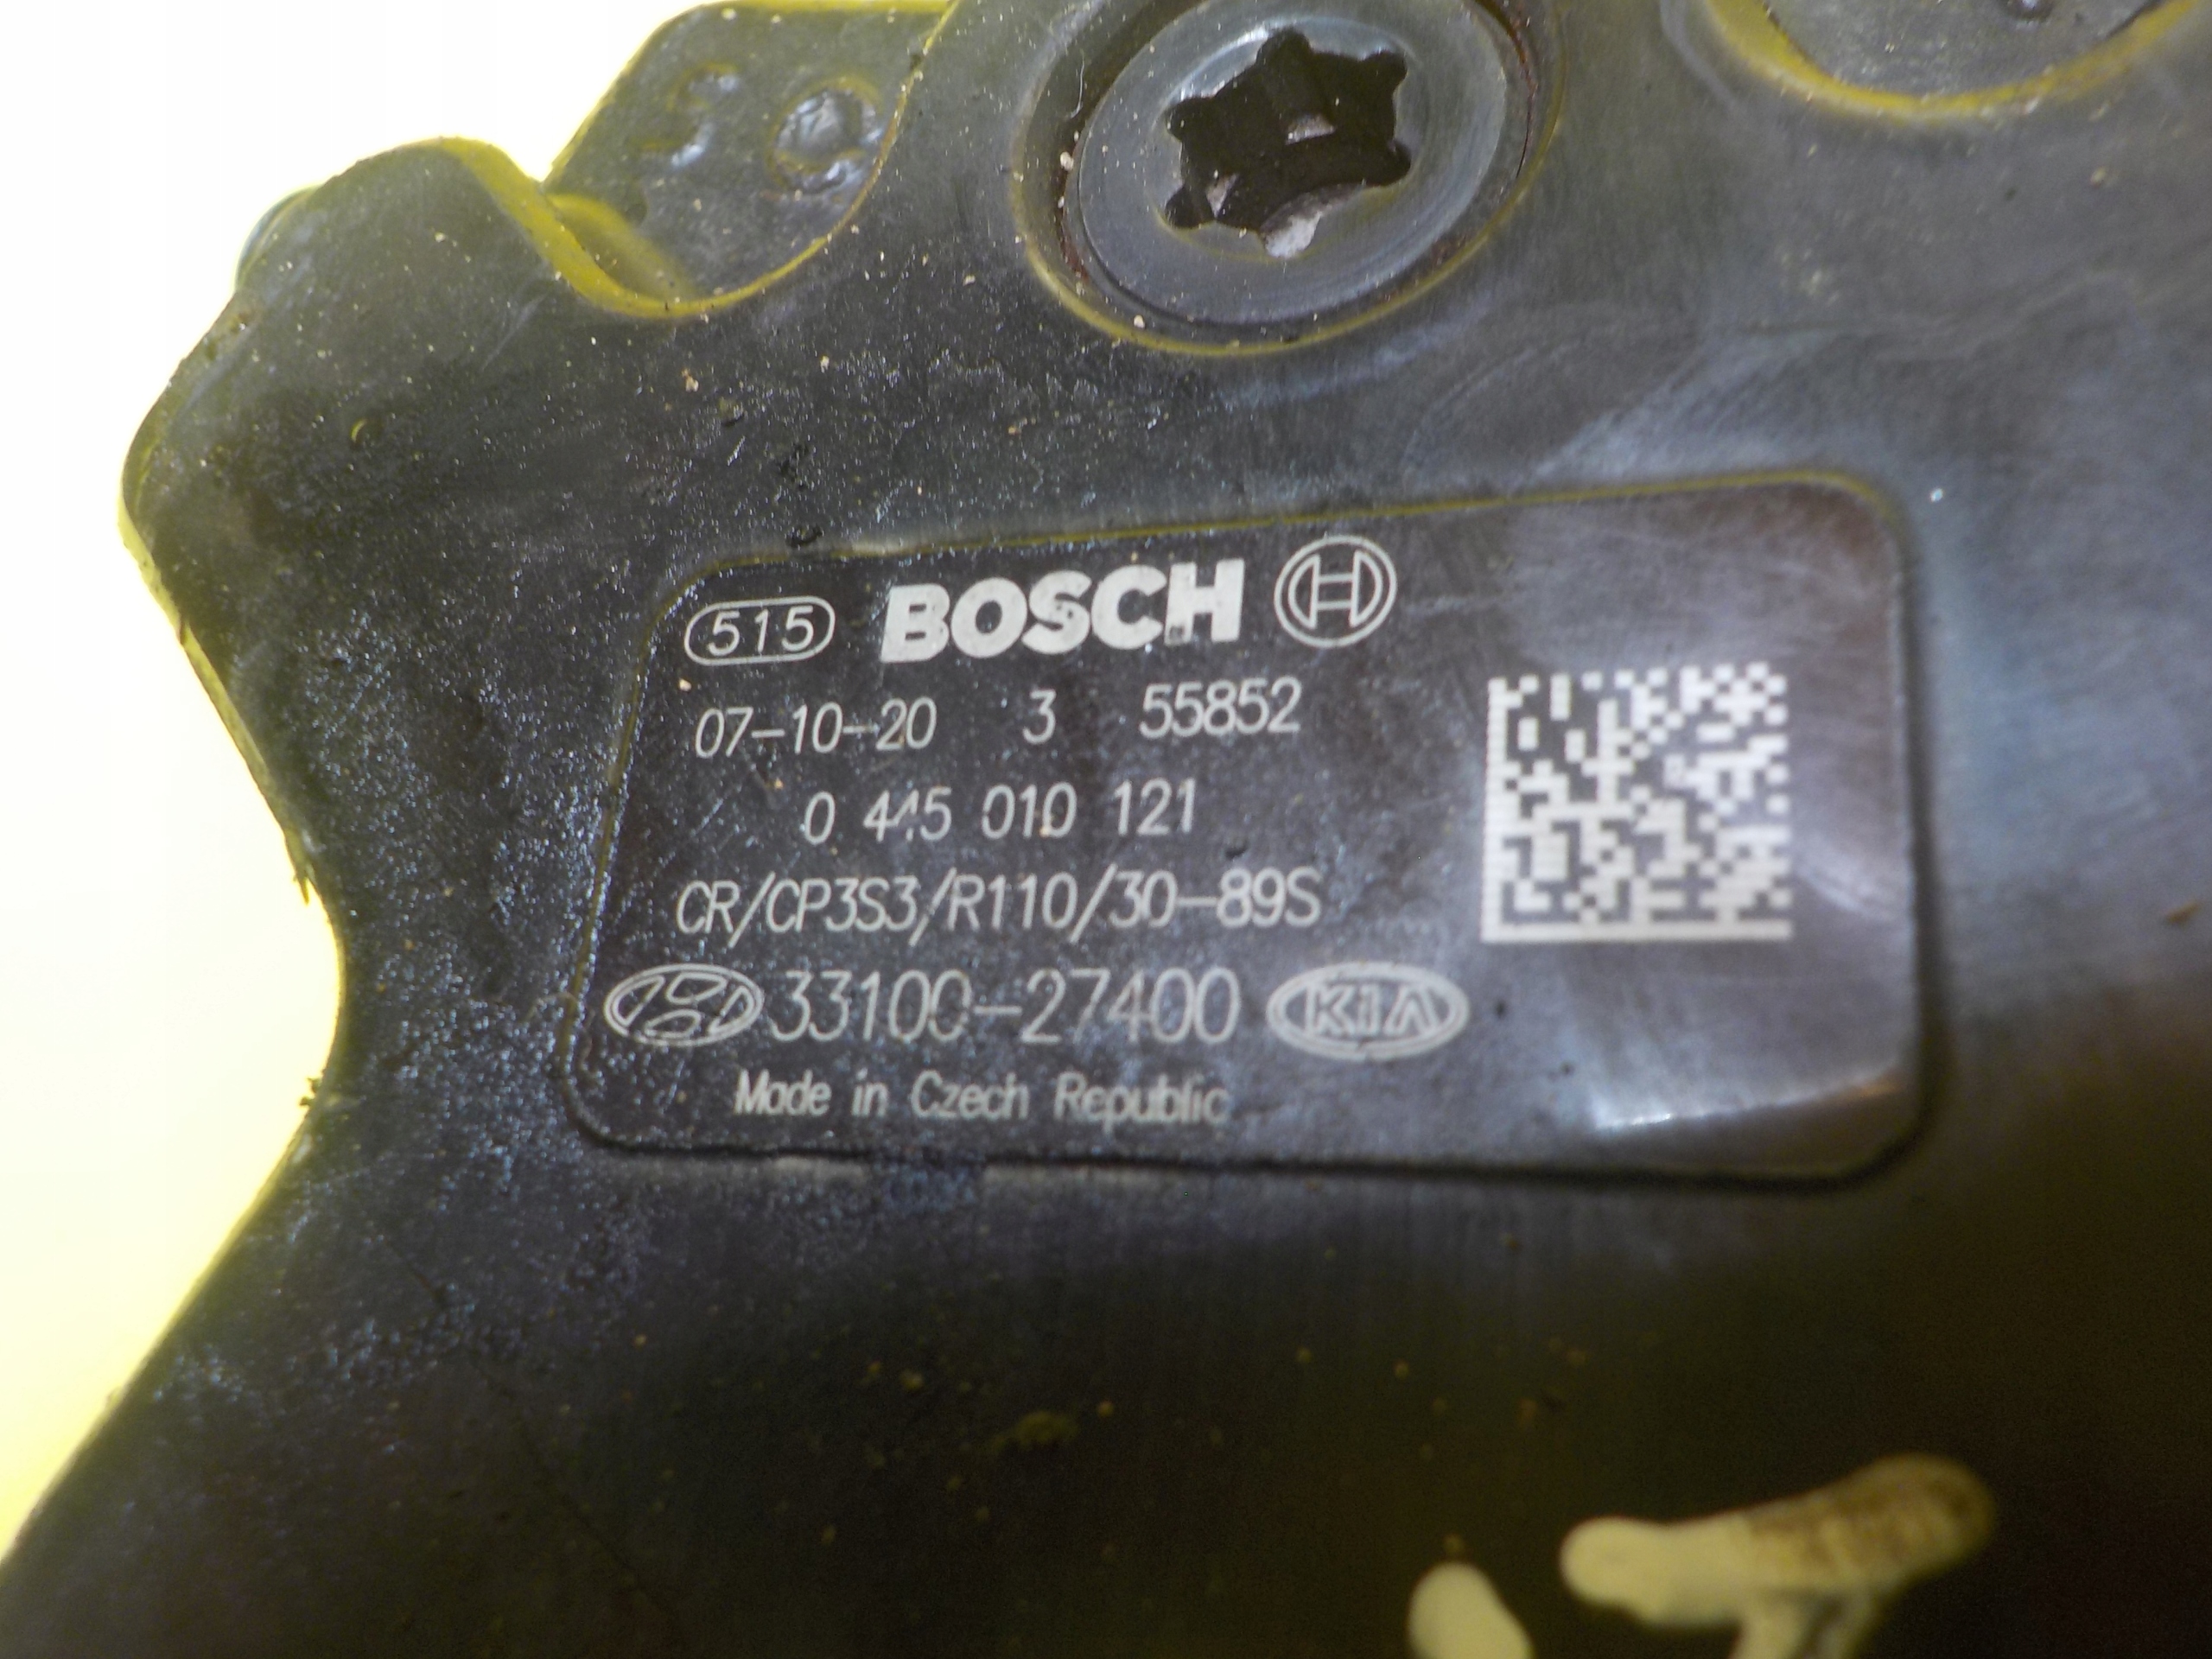 515 BOSCH
07-10-20 3 55852
0 445 010 121
CR/CP3S3/R110/30-89S
33100-27400 KIA
Made in Czech Republic